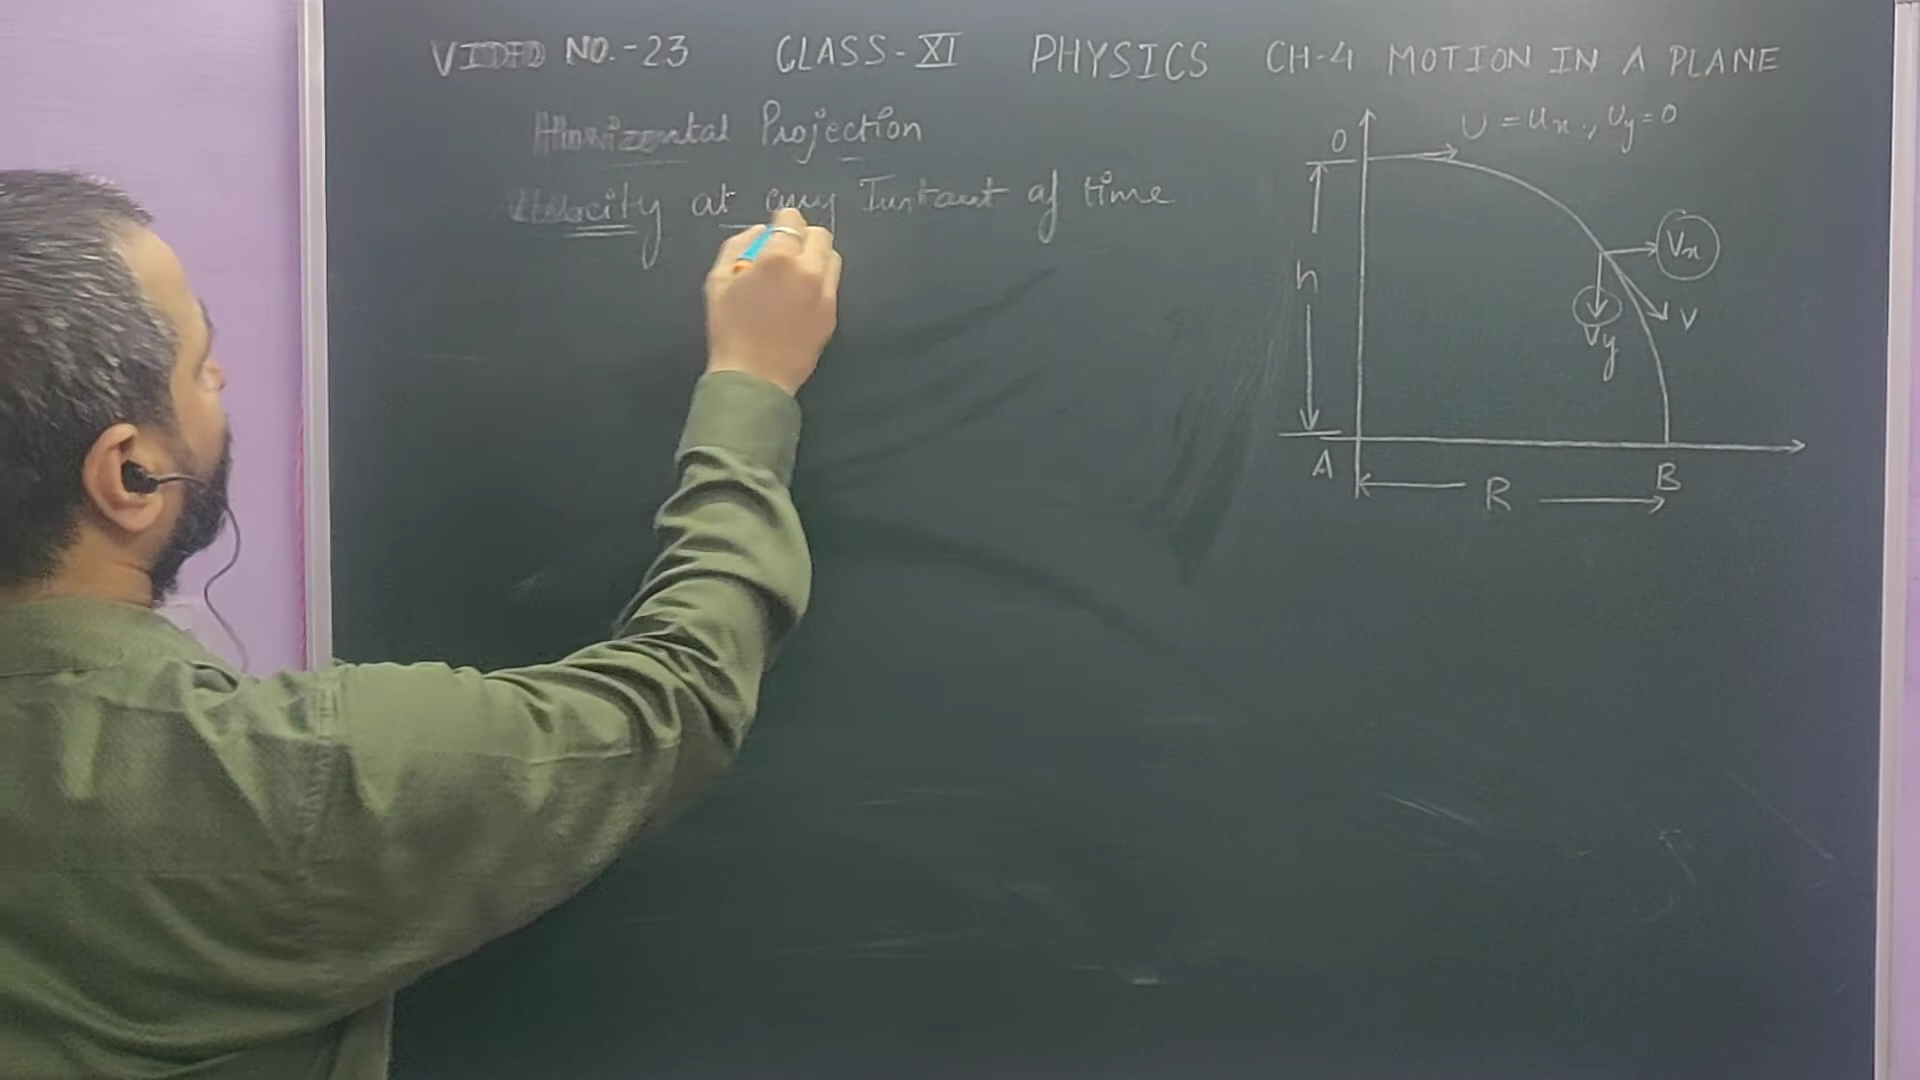 VIDEO NO.-23 CLASS-XI PHYSICS CH-4 MOTION IN A PLANE
Horizontal Projection
Velocity at any Instant of time
O
U = Ux., Uy=0
h
Vx
Vy
V
A
B
R